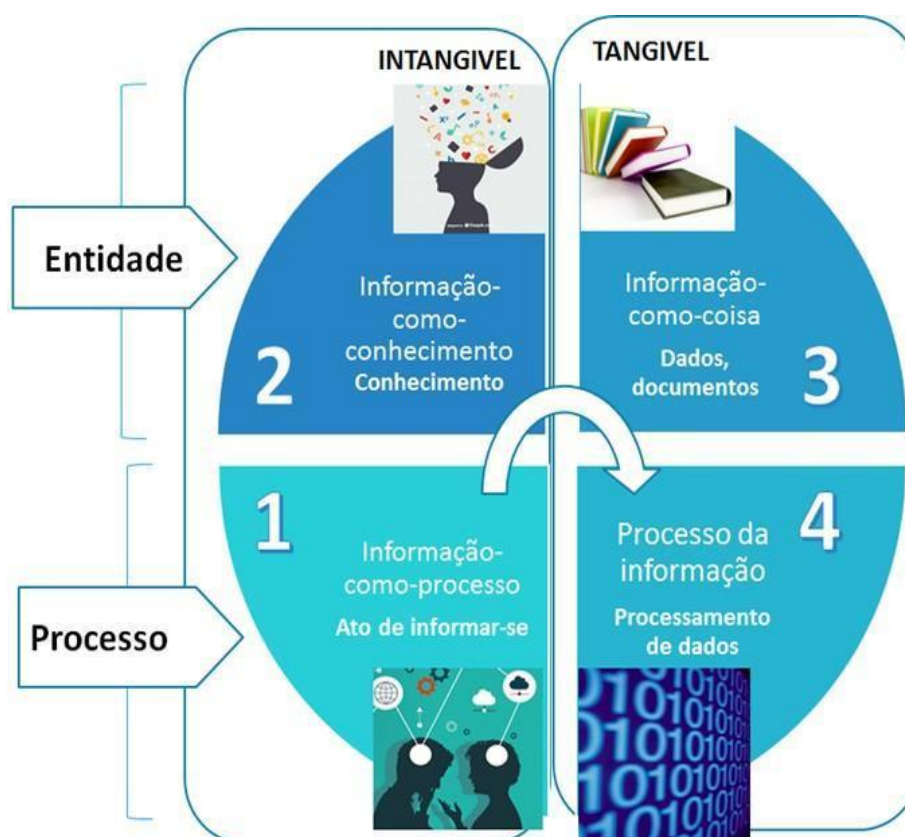 INTANGIVEL
TANGIVEL
Entidade
Informação-
como-
conhecimento
Conhecimento
2
Informação-
como-coisa
Dados,
documentos
3
Processo
1
Informação-
como-processo
Ato de informar-se
Processo da
informação
4
Processamento
de dados